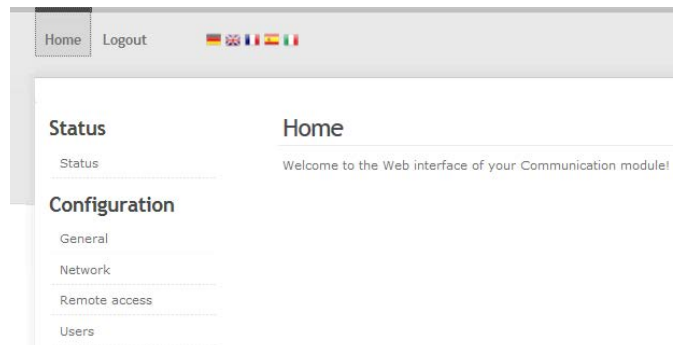 Home Logout
Status
Status
Configuration
General
Network
Remote access
Users
Home
Welcome to the Web interface of your Communication module!